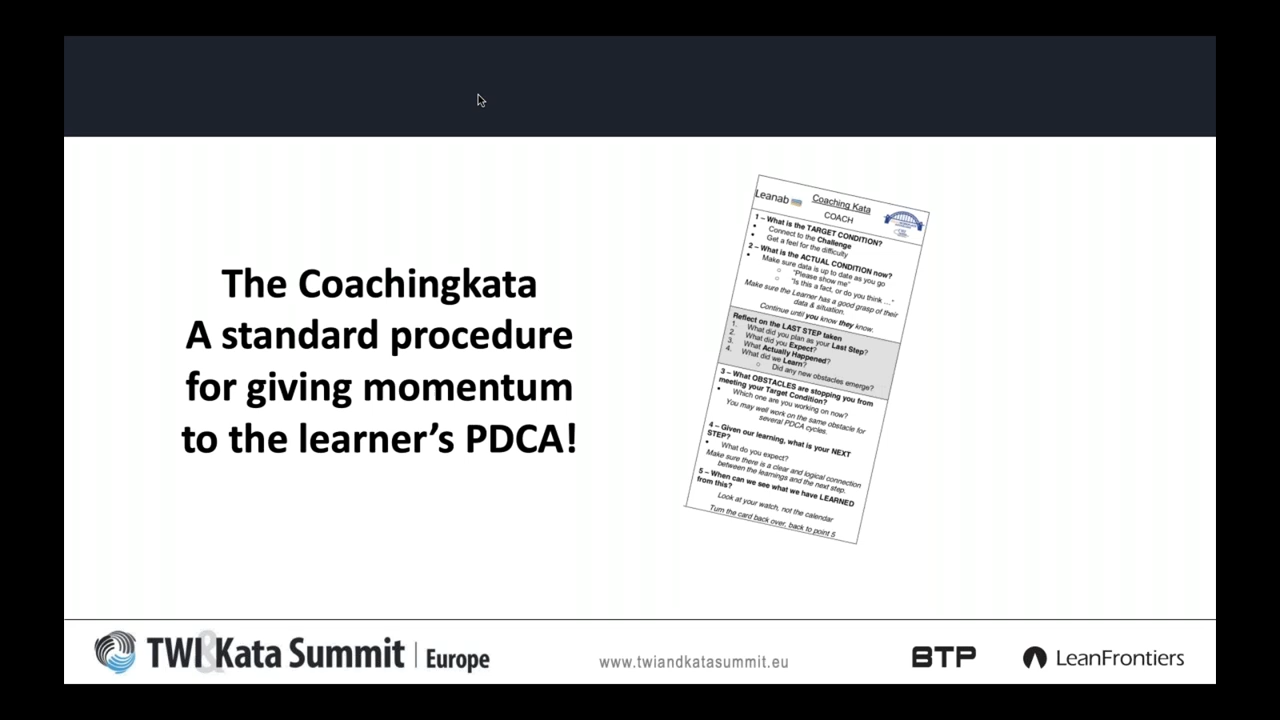 The Coachingkata
A standard procedure
for giving momentum
to the learner's PDCA!
Leanab
Coaching Kata
COACH
1 – What is the TARGET CONDITION?
• Connect to the Challenge
• Get a feel for the difficulty
2 – What is the ACTUAL CONDITION now?
• Make sure data is up to date as you go
○ "Please show me"
○ "Is this a fact, or do you think …"
Make sure the Learner has a good grasp of their
data & situation.
Continue until you know they know.
Reflect on the LAST STEP taken
1. What did you plan as your Last Step?
2. What did you Expect?
3. What Actually Happened?
4. What did we Learn?
○ Did any new obstacles emerge?
3 – What OBSTACLES are stopping you from
meeting your Target Condition?
• Which one are you working on now?
You may well work on the same obstacle for
several PDCA cycles.
4 – Given our learning, what is your NEXT
STEP?
• What do you expect?
Make sure there is a clear and logical connection
between the learnings and the next step.
5 – When can we see what we have LEARNED
from this?
Look at your watch, not the calendar
Turn the card back over, back to point 5
TWI & Kata Summit | Europe
www.twiandkatasummit.eu
BTP
LeanFrontiers